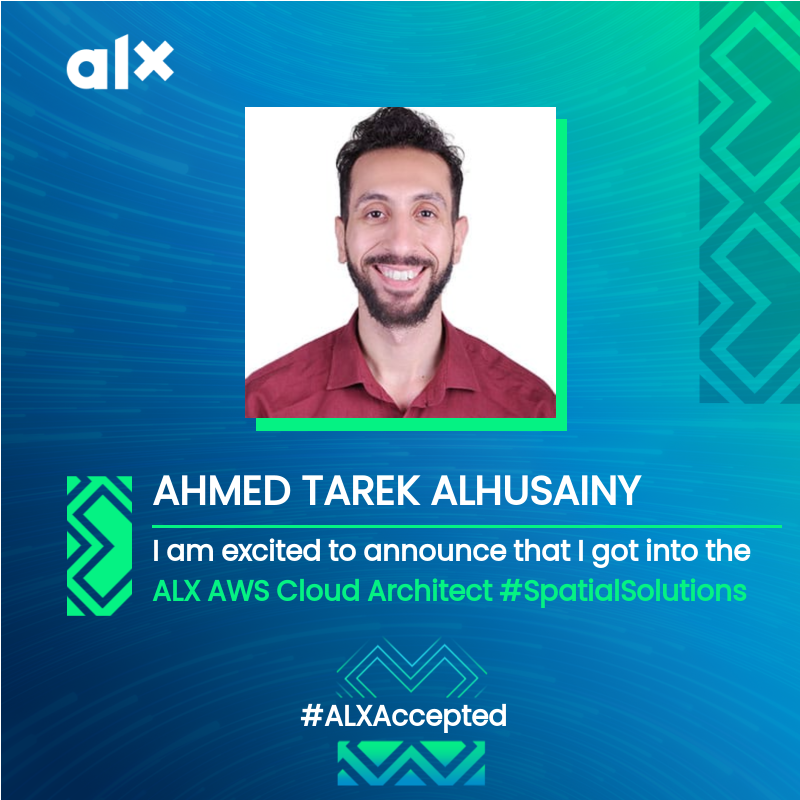 alx
AHMED TAREK ALHUSAINY
I am excited to announce that I got into the
ALX AWS Cloud Architect #SpatialSolutions
#ALXAccepted